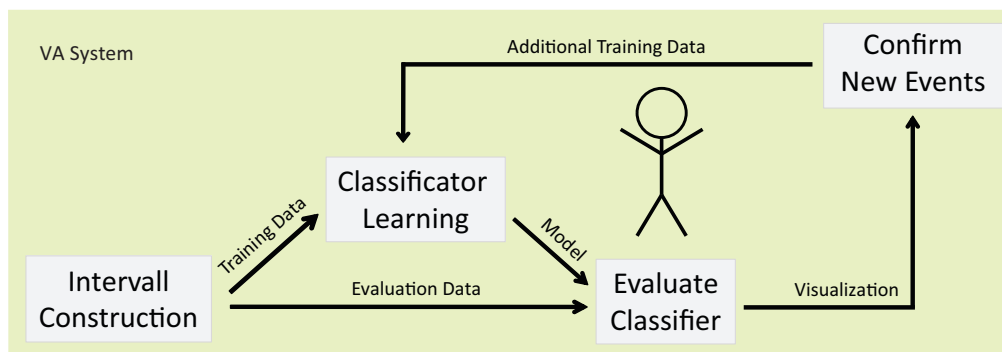 VA System
Additional Training Data
Confirm
New Events
Classificator
Learning
Training Data
Model
Intervall
Construction
Evaluation Data
Evaluate
Classifier
Visualization